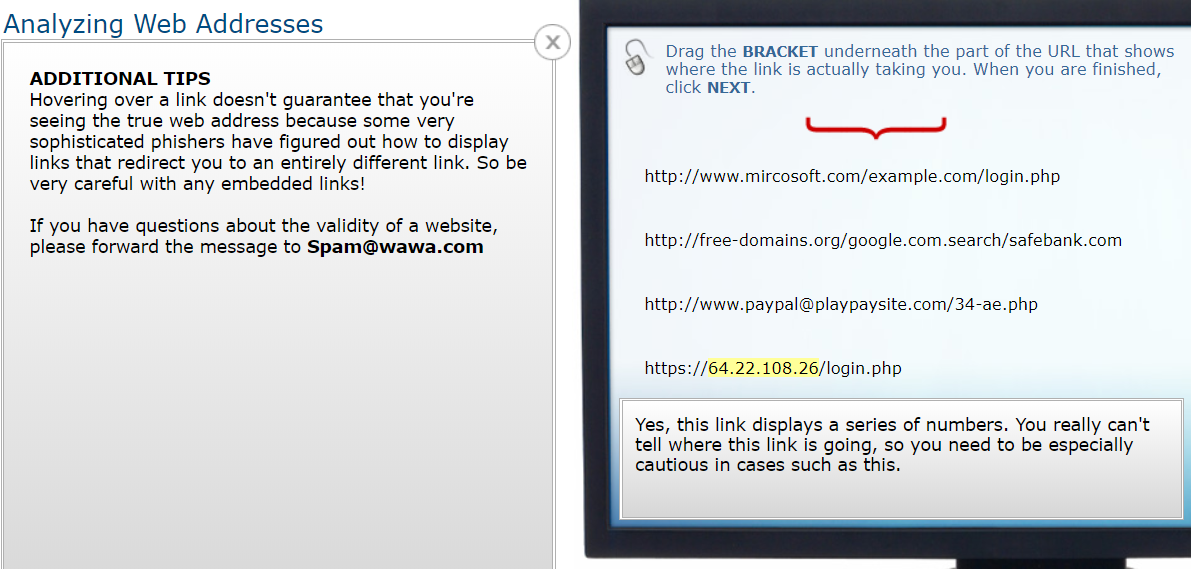 Analyzing Web Addresses
ADDITIONAL TIPS
Hovering over a link doesn't guarantee that you're
seeing the true web address because some very
sophisticated phishers have figured out how to display
links that redirect you to an entirely different link. So be
very careful with any embedded links!
If you have questions about the validity of a website,
please forward the message to Spam@wawa.com
Drag the BRACKET underneath the part of the URL that shows
where the link is actually taking you. When you are finished,
click NEXT.
http://www.mircosoft.com/example.com/login.php
http://free-domains.org/google.com.search/safebank.com
http://www.paypal@playpaysite.com/34-ae.php
https://64.22.108.26/login.php
Yes, this link displays a series of numbers. You really can't
tell where this link is going, so you need to be especially
cautious in cases such as this.